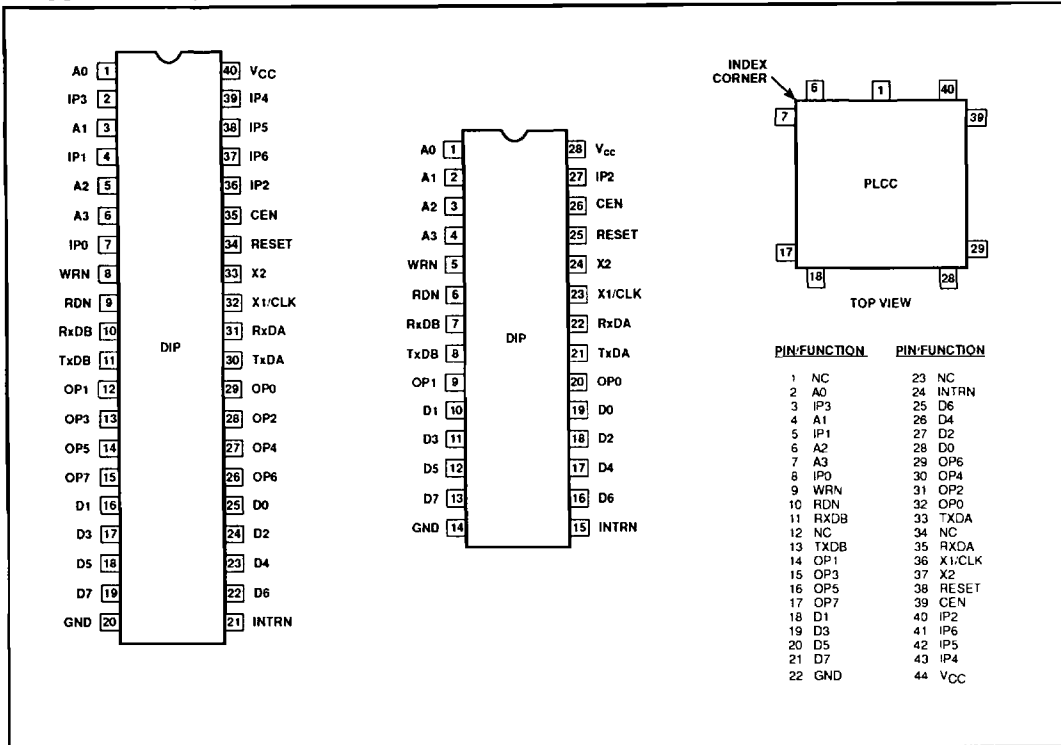 A0 1 40 VCC
IP3 2 39 IP4
A1 3 38 IP5
IP1 4 37 IP6
A2 5 36 IP2
A3 6 35 CEN
IP0 7 34 RESET
WRN 8 33 X2
RDN 9 32 X1/CLK
RxDB 10 31 RxDA
TxDB 11 30 TxDA
DIP
OP1 12 29 OP0
OP3 13 28 OP2
OP5 14 27 OP4
OP7 15 26 OP6
D1 16 25 D0
D3 17 24 D2
D5 18 23 D4
D7 19 22 D6
GND 20 21 INTRN
A0 1 28 Vcc
A1 2 27 IP2
A2 3 26 CEN
A3 4 25 RESET
WRN 5 24 X2
RDN 6 23 X1/CLK
RxDB 7 22 RxDA
DIP
TxDB 8 21 TxDA
OP1 9 20 OP0
D1 10 19 D0
D3 11 18 D2
D5 12 17 D4
D7 13 16 D6
GND 14 15 INTRN
INDEX
CORNER
6 1 40
7 39
PLCC
17 29
18 28
TOP VIEW
PIN/FUNCTION PIN/FUNCTION
1 NC 23 NC
2 A0 24 INTRN
3 IP3 25 D6
4 A1 26 D4
5 IP1 27 D2
6 A2 28 D0
7 A3 29 OP6
8 IP0 30 OP4
9 WRN 31 OP2
10 RDN 32 OP0
11 RXDB 33 TXDA
12 NC 34 NC
13 TXDB 35 RXDA
14 OP1 36 X1/CLK
15 OP3 37 X2
16 OP5 38 RESET
17 OP7 39 CEN
18 D1 40 IP2
19 D3 41 IP6
20 D5 42 IP5
21 D7 43 IP4
22 GND 44 VCC